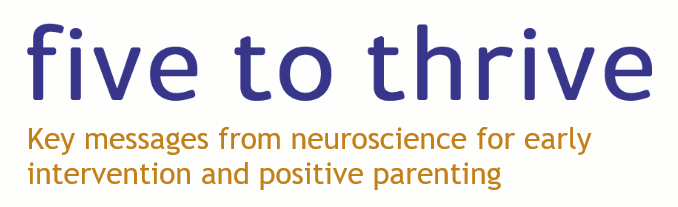 five to thrive
Key messages from neuroscience for early
intervention and positive parenting